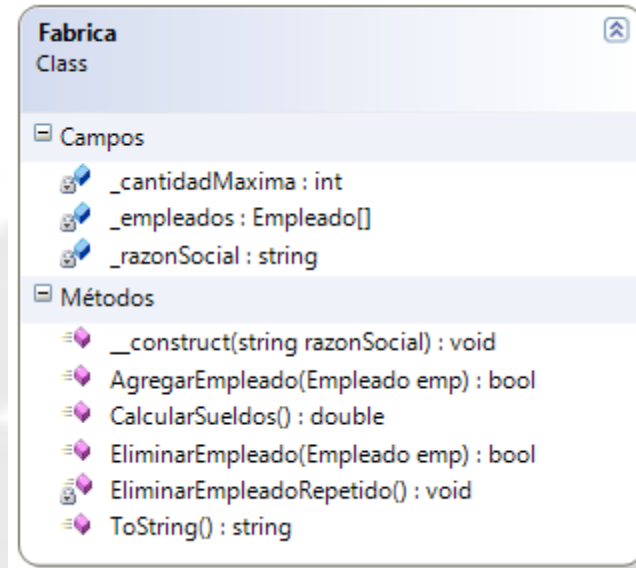 Fabrica
Class
Campos
_cantidadMaxima : int
_empleados : Empleado[]
_razonSocial : string
Métodos
__construct(string razonSocial) : void
AgregarEmpleado(Empleado emp) : bool
CalcularSueldos() : double
EliminarEmpleado(Empleado emp) : bool
EliminarEmpleadoRepetido() : void
ToString() : string